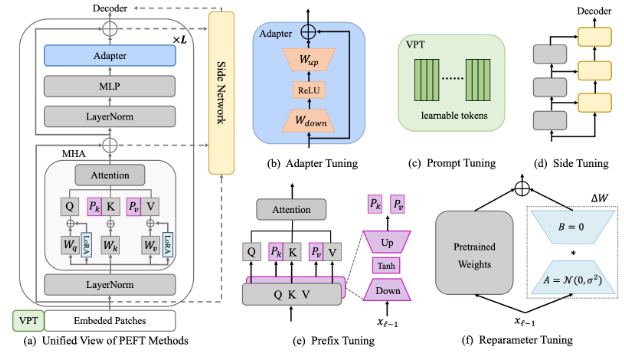 Decoder
×L
Adapter
MLP
LayerNorm
Side Network
MHA
Attention
Q P_k K P_v V
W_q LoRA W_k W_v LoRA
LayerNorm
VPT Embeded Patches
(a) Unified View of PEFT Methods
Adapter
W_up
ReLU
W_down
(b) Adapter Tuning
VPT
......
learnable tokens
(c) Prompt Tuning
Decoder
(d) Side Tuning
Attention
Q P_k K P_v V
Q K V
P_k P_v
Up
Tanh
Down
x_{ℓ−1}
(e) Prefix Tuning
ΔW
Pretrained
Weights
B = 0
*
A = 𝒩(0, σ²)
x_{ℓ−1}
(f) Reparameter Tuning